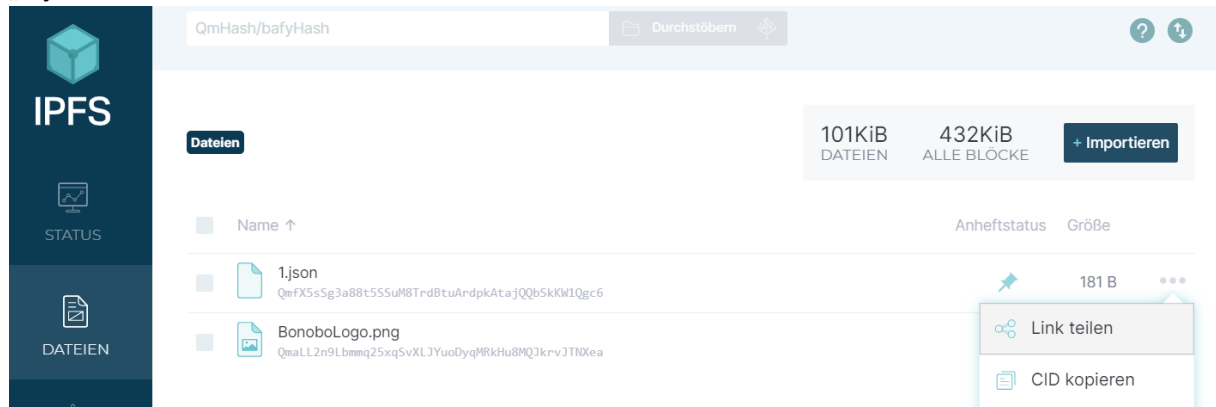 QmHash/bafyHash
Durchstöbern
?
IPFS
Dateien
101KiB
DATEIEN
432KiB
ALLE BLÖCKE
+ Importieren
STATUS
Name ↑
Anheftstatus
Größe
1.json
QmfX5sSg3a88t5SSuM8TrdBtuArdpkAtajQQbSkKW1Qgc6
181 B
Link teilen
DATEIEN
BonoboLogo.png
QmaLL2n9Lbmmq25xqSvXLJYuoDyqMRkHu8MQJkrvJTNXea
CID kopieren